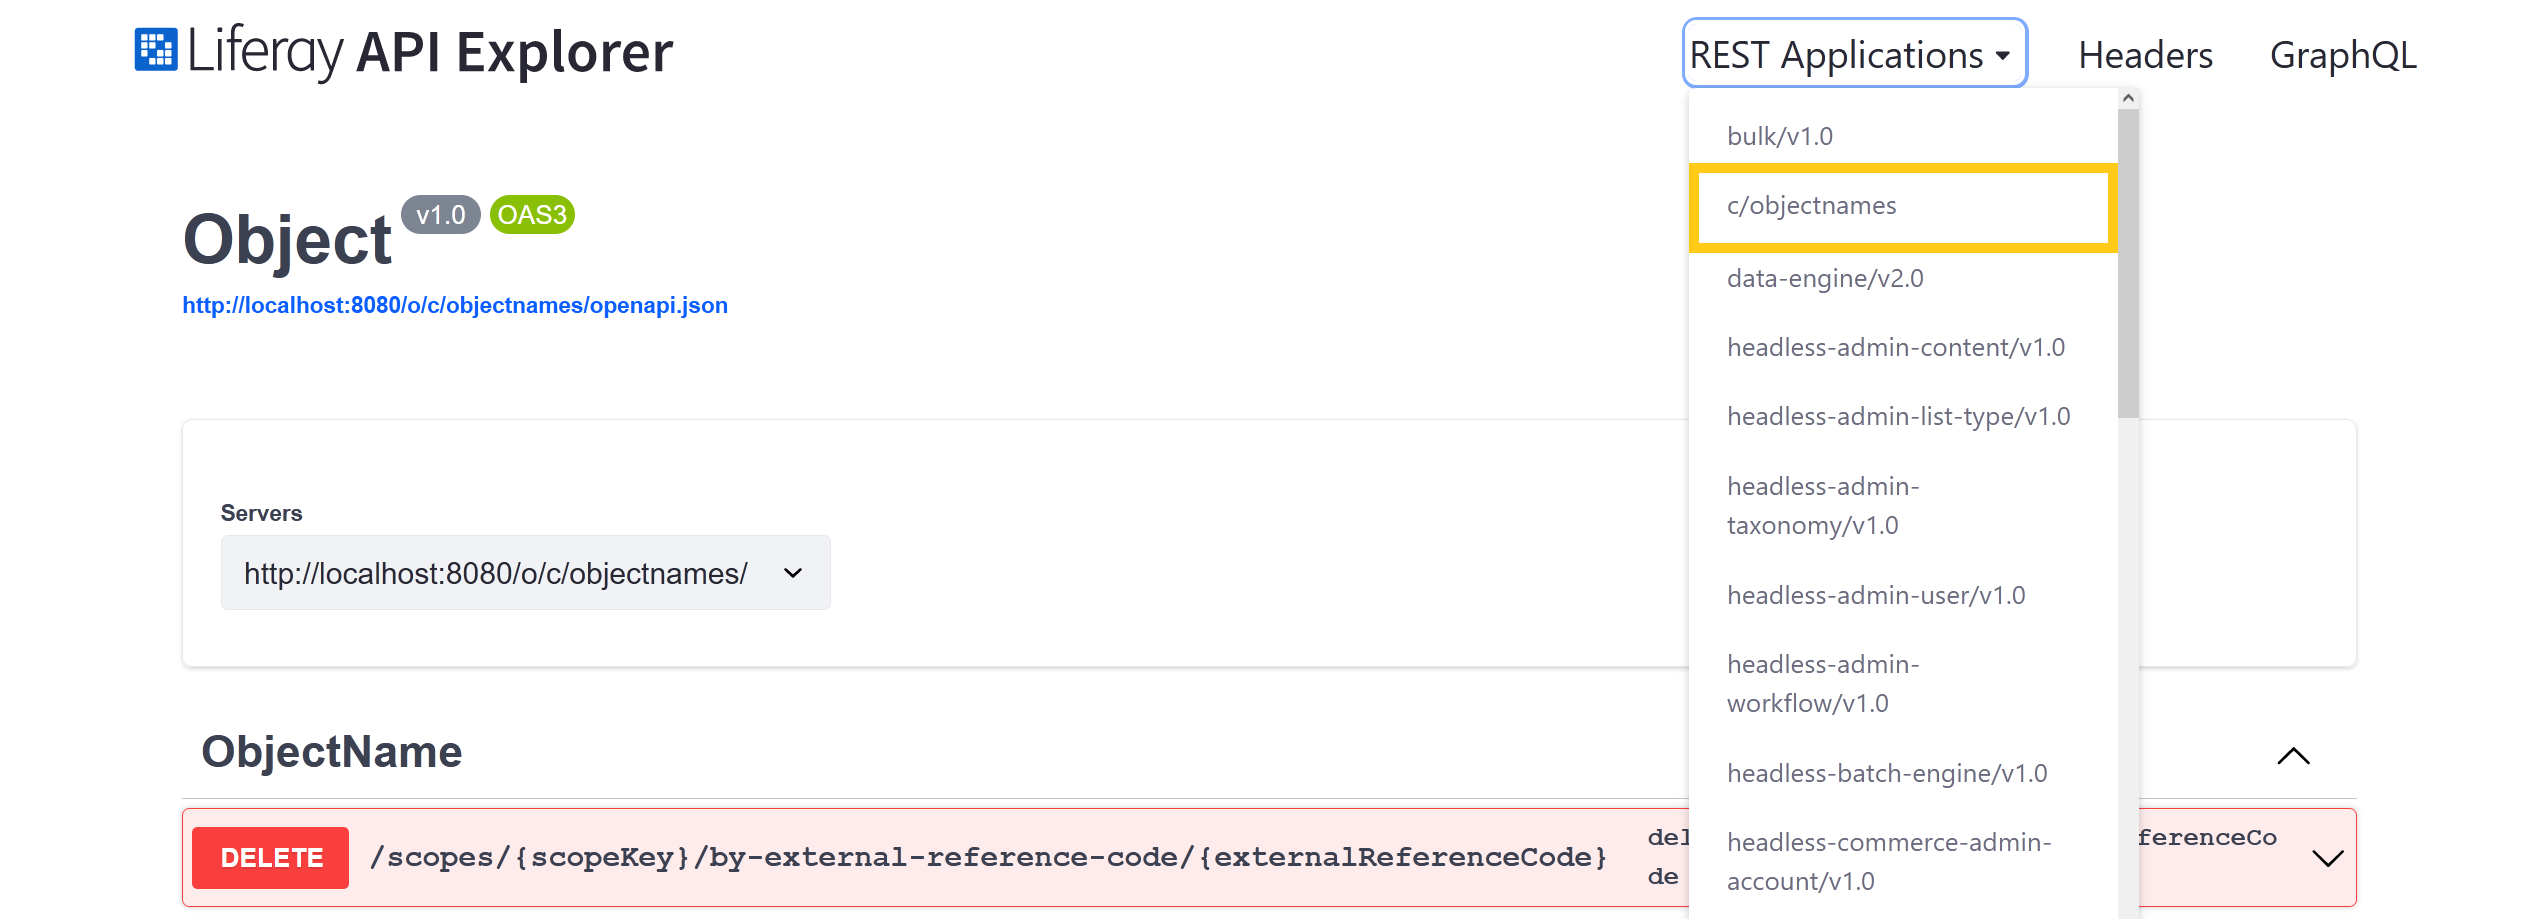 Liferay API Explorer
REST Applications
Headers
GraphQL
bulk/v1.0
c/objectnames
data-engine/v2.0
headless-admin-content/v1.0
headless-admin-list-type/v1.0
headless-admin-
taxonomy/v1.0
headless-admin-user/v1.0
headless-admin-
workflow/v1.0
headless-batch-engine/v1.0
headless-commerce-admin-
account/v1.0
Object v1.0 OAS3
http://localhost:8080/o/c/objectnames/openapi.json
Servers
http://localhost:8080/o/c/objectnames/
ObjectName
DELETE /scopes/{scopeKey}/by-external-reference-code/{externalReferenceCode}
del ferenceCo
de